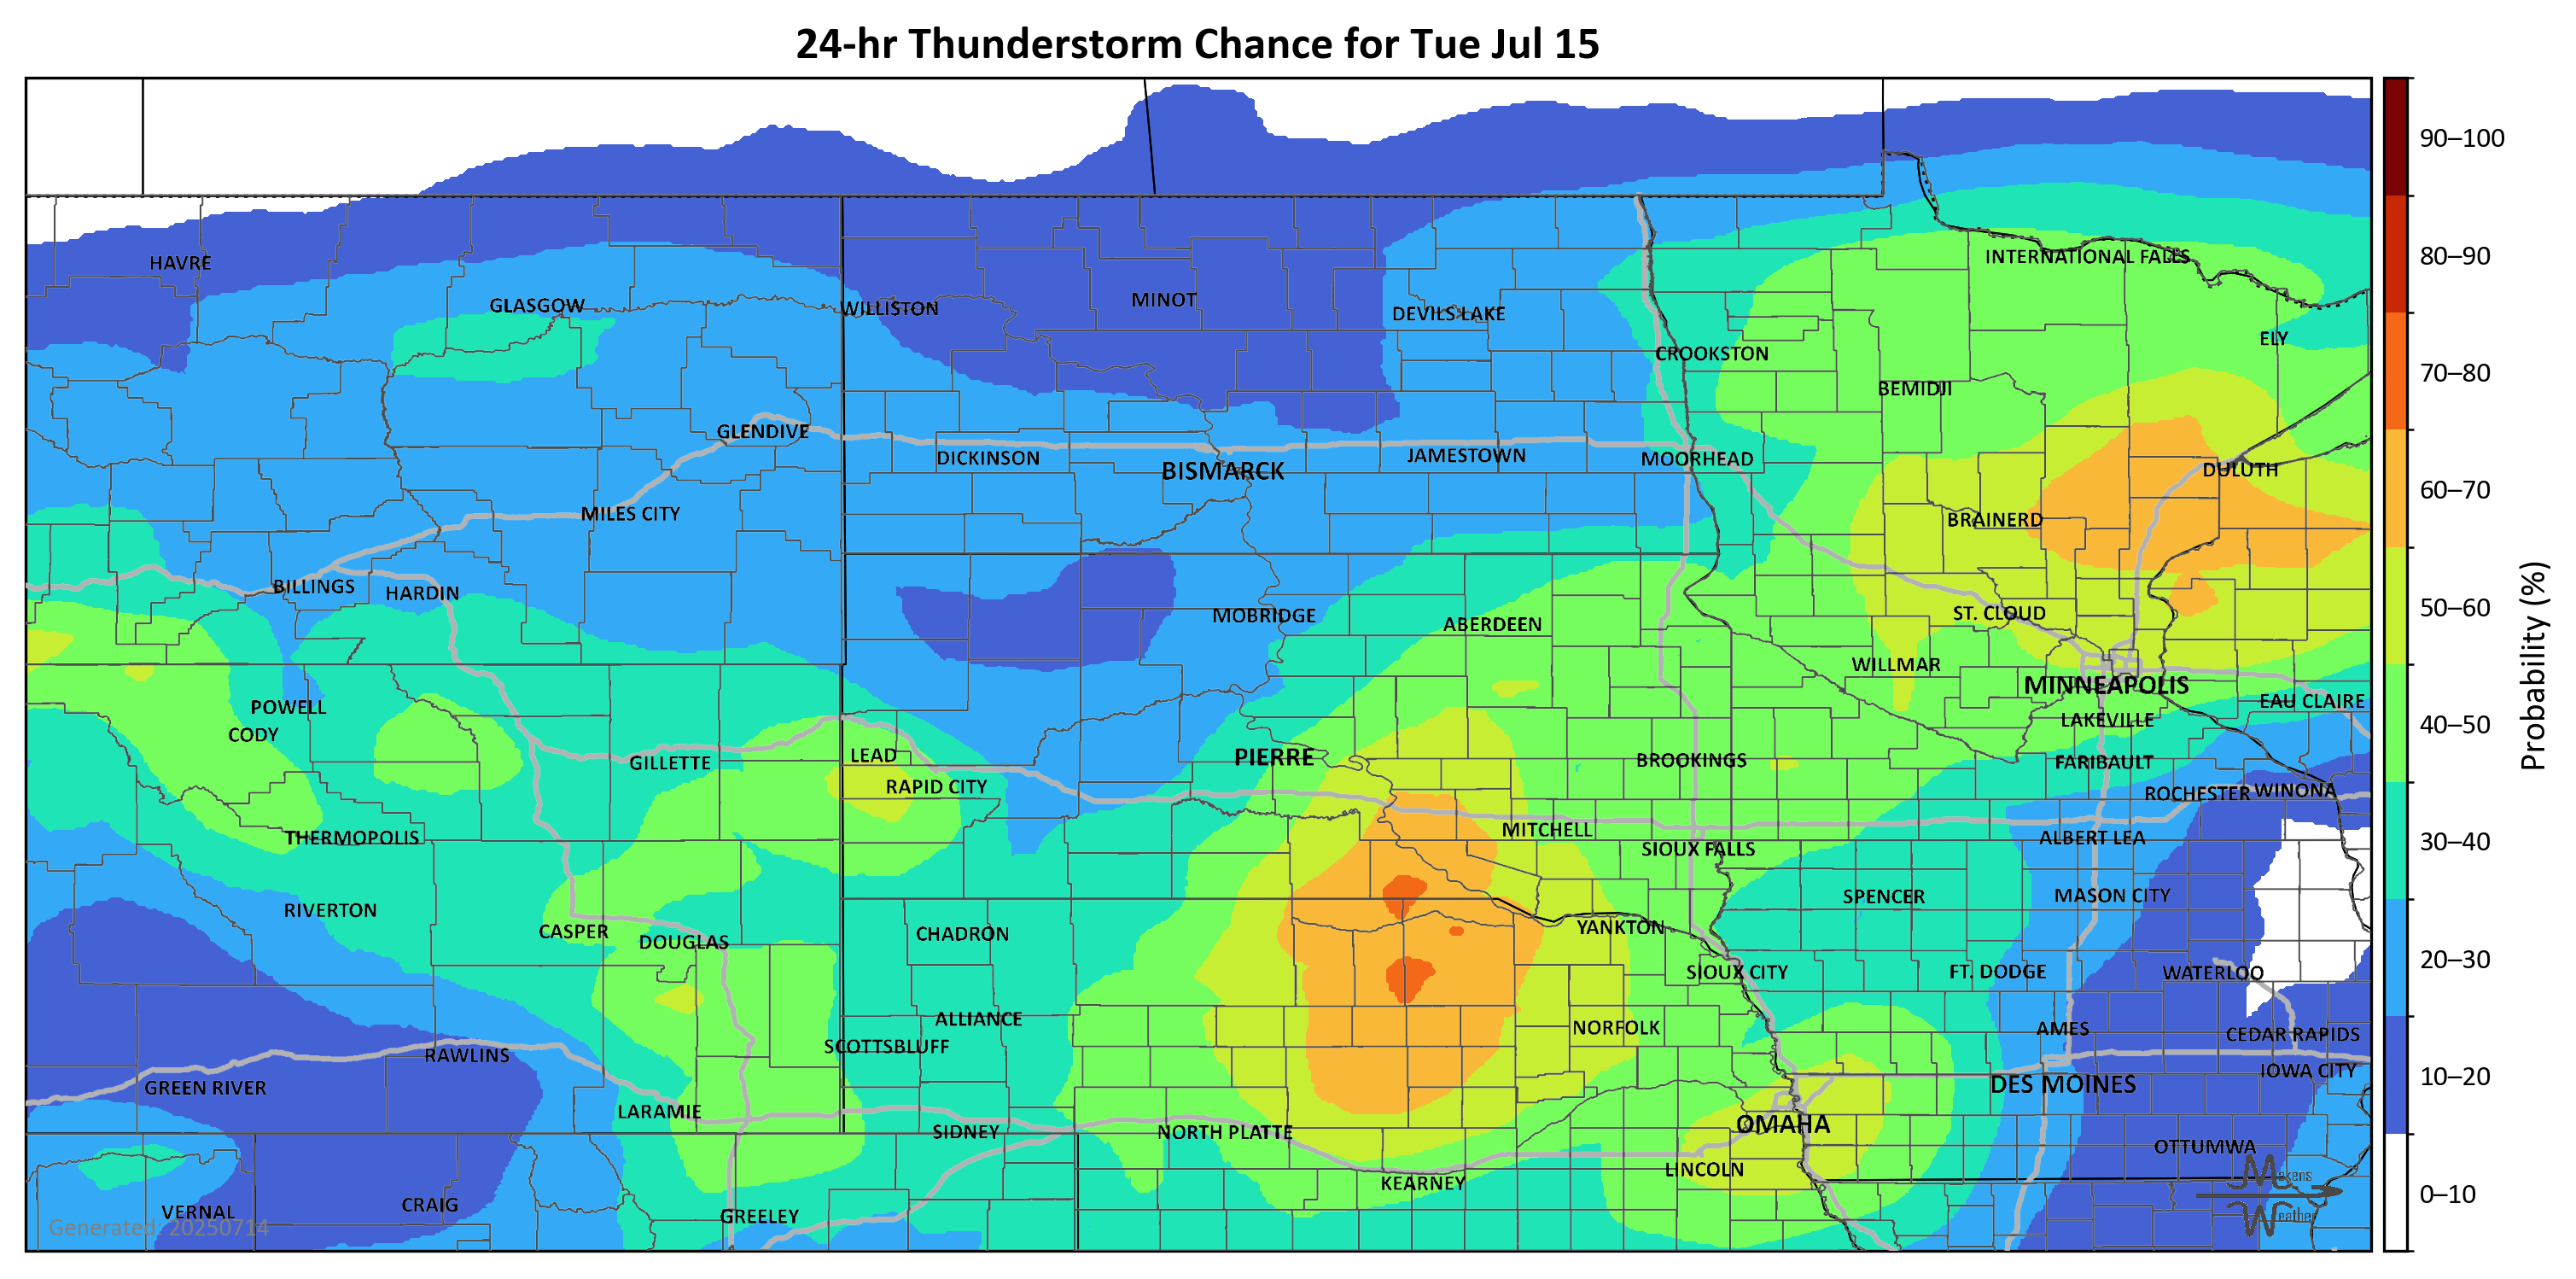 24-hr Thunderstorm Chance for Tue Jul 15
90–100
80–90
70–80
60–70
50–60
40–50
30–40
20–30
10–20
0–10
Probability (%)
HAVRE
INTERNATIONAL FALLS
GLASGOW
WILLISTON
MINOT
DEVILS LAKE
ELY
CROOKSTON
BEMIDJI
GLENDIVE
DICKINSON
BISMARCK
JAMESTOWN
MOORHEAD
DULUTH
MILES CITY
BRAINERD
BILLINGS
HARDIN
MOBRIDGE
ABERDEEN
ST. CLOUD
WILLMAR
MINNEAPOLIS
EAU CLAIRE
POWELL
CODY
LAKEVILLE
GILLETTE
LEAD
PIERRE
BROOKINGS
FARIBAULT
RAPID CITY
ROCHESTER
WINONA
THERMOPOLIS
MITCHELL
SIOUX FALLS
ALBERT LEA
RIVERTON
SPENCER
MASON CITY
CASPER
DOUGLAS
CHADRON
YANKTON
SIOUX CITY
FT. DODGE
WATERLOO
ALLIANCE
NORFOLK
AMES
CEDAR RAPIDS
RAWLINS
SCOTTSBLUFF
GREEN RIVER
DES MOINES
IOWA CITY
LARAMIE
SIDNEY
NORTH PLATTE
OMAHA
OTTUMWA
LINCOLN
KEARNEY
VERNAL
CRAIG
GREELEY
Generated: 20250714
Makens
Weather